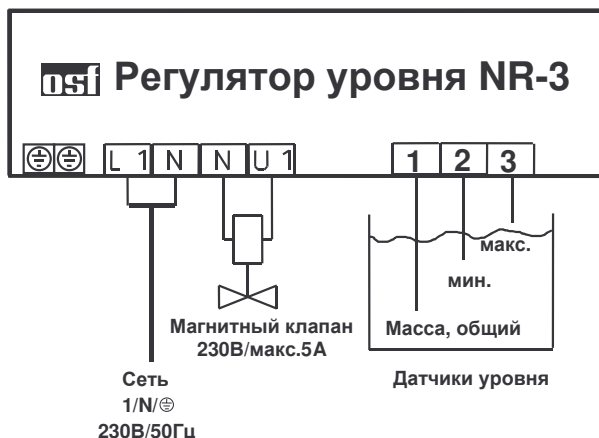 osf Регулятор уровня NR-3
L 1 N N U 1 1 2 3
макс.
мин.
Магнитный клапан
230В/макс.5А
Масса, общий
Сеть
1/N/⏚
230В/50Гц
Датчики уровня